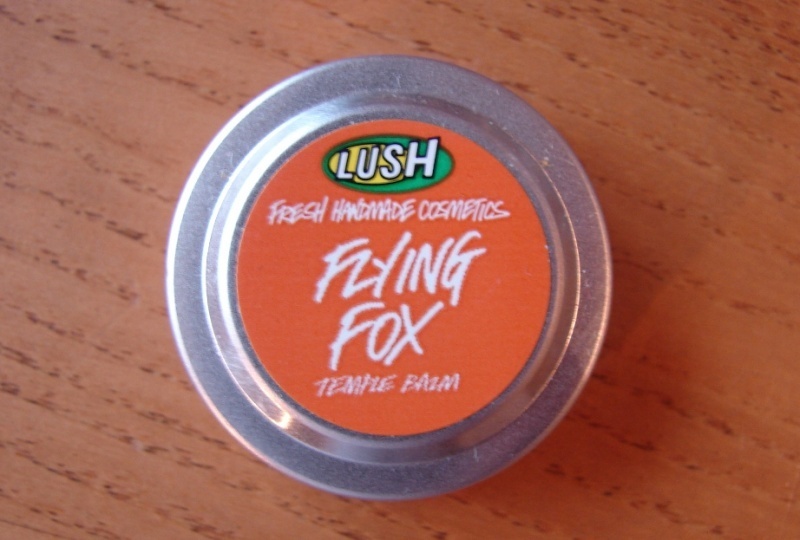 LUSH
FRESH HANDMADE COSMETICS
FLYING
FOX
TEMPLE BALM